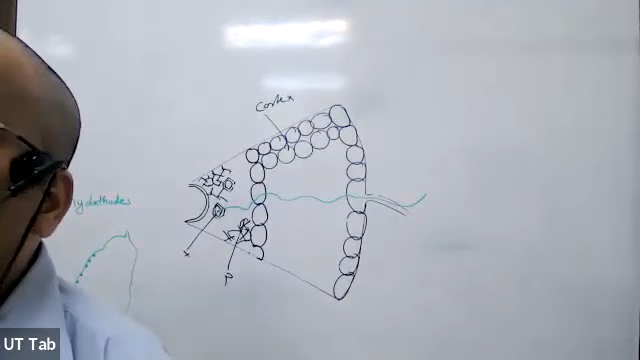 Cortex
ydathodes
x
P
UT Tab